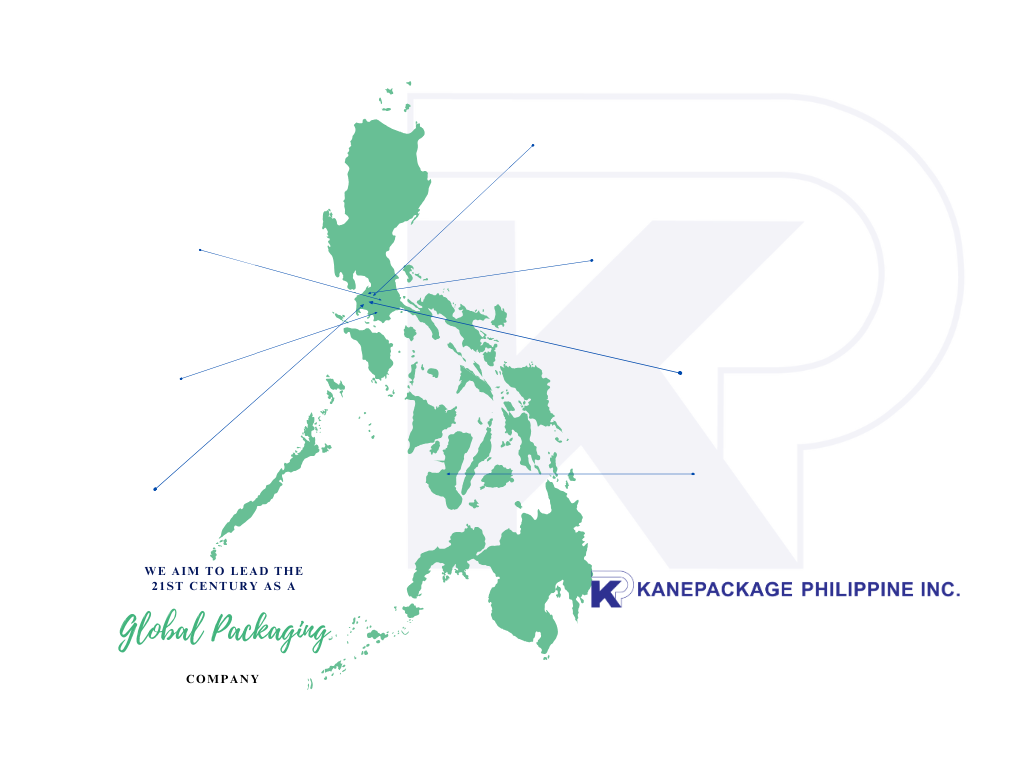 WE AIM TO LEAD THE
21ST CENTURY AS A
Global Packaging
COMPANY
KP KANEPACKAGE PHILIPPINE INC.